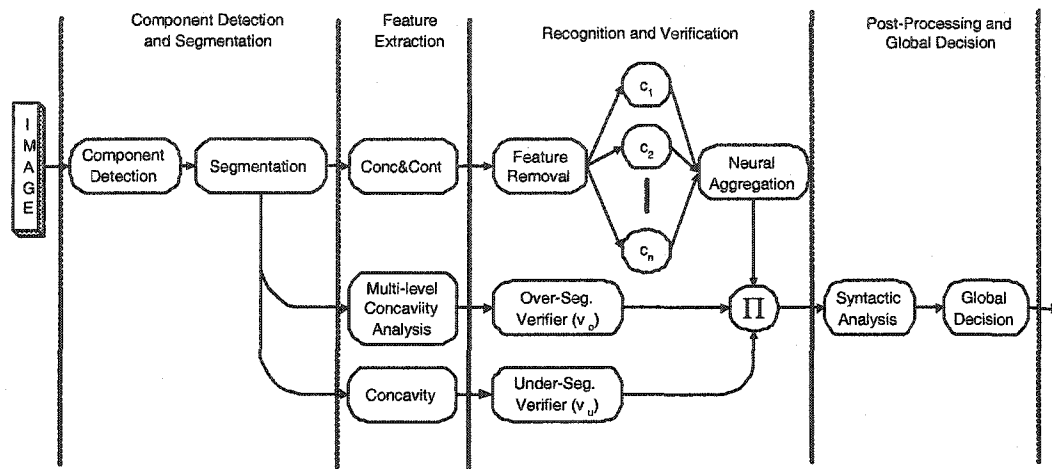 Component Detection
and Segmentation
Feature
Extraction
Recognition and Verification
Post-Processing and
Global Decision
IMAGE
Component
Detection
Segmentation
Conc&Cont
Feature
Removal
c1
c2
cn
Neural
Aggregation
Multi-level
Concaviity
Analysis
Over-Seg.
Verifier (vo)
Π
Syntactic
Analysis
Global
Decision
Concavity
Under-Seg.
Verifier (vu)